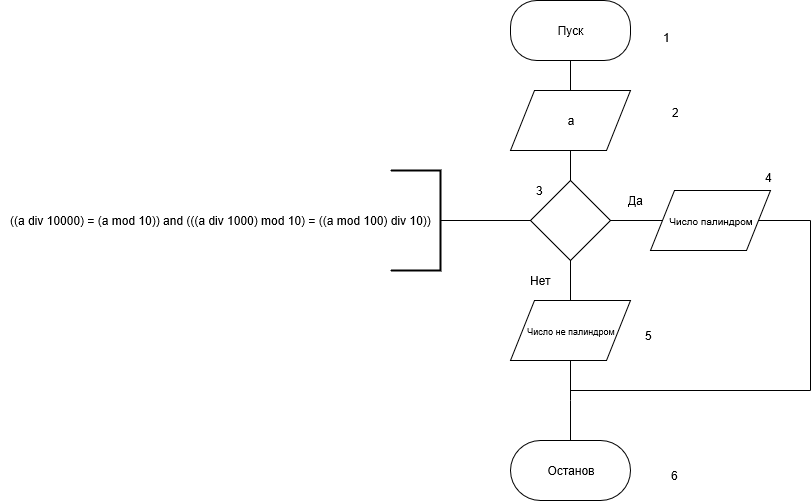 Пуск
1
а
2
3
4
((a div 10000) = (a mod 10)) and (((a div 1000) mod 10) = ((a mod 100) div 10))
Да
Число палиндром
Нет
Число не палиндром
5
Останов
6